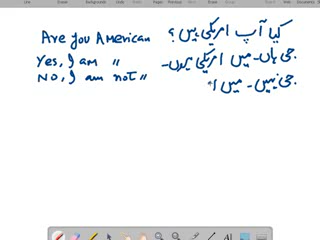 Are you American کیا آپ امریکی ہیں؟
Yes, I am " جی ہاں۔ میں امریکی ہوں۔
No, I am not " جی نہیں۔ میں ا